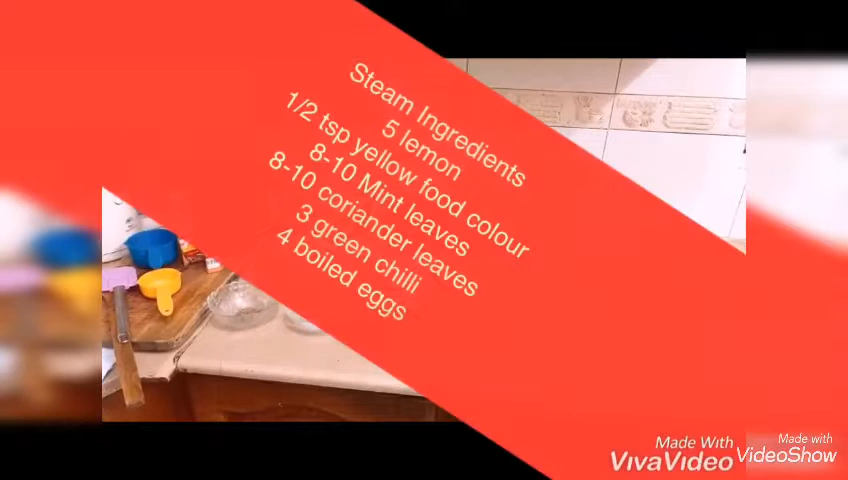 Steam Ingredients
5 lemon
1/2 tsp yellow food colour
8-10 Mint leaves
8-10 coriander leaves
3 green chilli
4 boiled eggs
Made With
VivaVideo
Made with
VideoShow